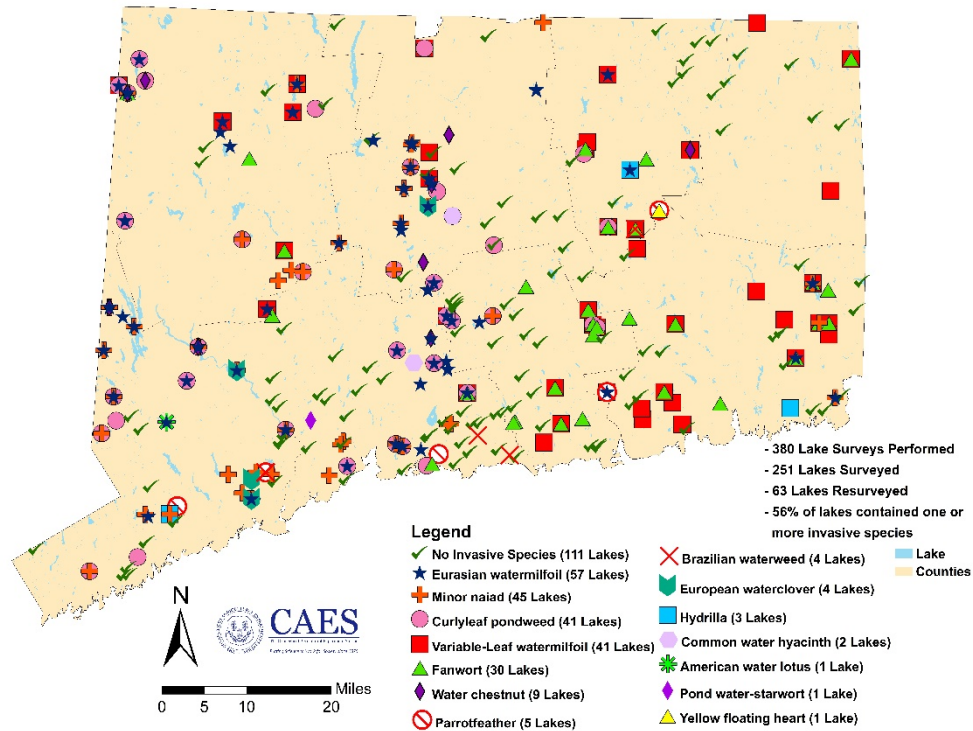 - 380 Lake Surveys Performed
- 251 Lakes Surveyed
- 63 Lakes Resurveyed
- 56% of lakes contained one or
more invasive species
Legend
No Invasive Species (111 Lakes)
Eurasian watermilfoil (57 Lakes)
Minor naiad (45 Lakes)
Curlyleaf pondweed (41 Lakes)
Variable-Leaf watermilfoil (41 Lakes)
Fanwort (30 Lakes)
Water chestnut (9 Lakes)
Parrotfeather (5 Lakes)
Brazilian waterweed (4 Lakes)
European waterclover (4 Lakes)
Hydrilla (3 Lakes)
Common water hyacinth (2 Lakes)
American water lotus (1 Lake)
Pond water-starwort (1 Lake)
Yellow floating heart (1 Lake)
Lake
Counties
N
CAES
Miles
0 5 10 20